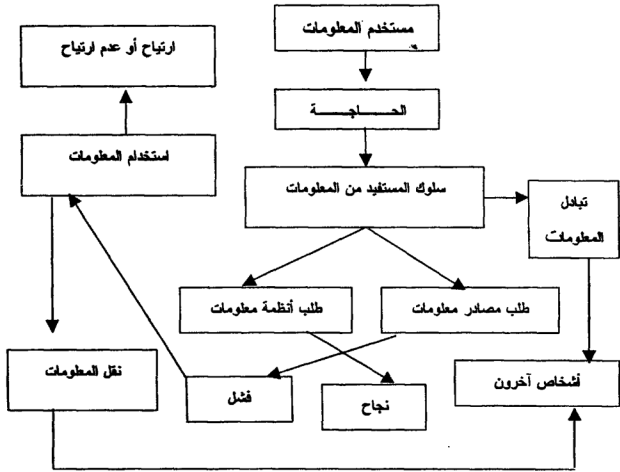 مستخدم المعلومات
ارتياح أو عدم ارتياح
الحـــــاجـــــة
استخدام المعلومات
سلوك المستفيد من المعلومات
تبادل
المعلومات
طلب مصادر معلومات
طلب أنظمة معلومات
نقل المعلومات
أشخاص آخرون
فشل
نجاح